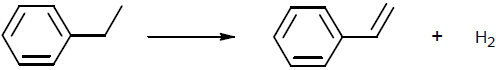 + H₂